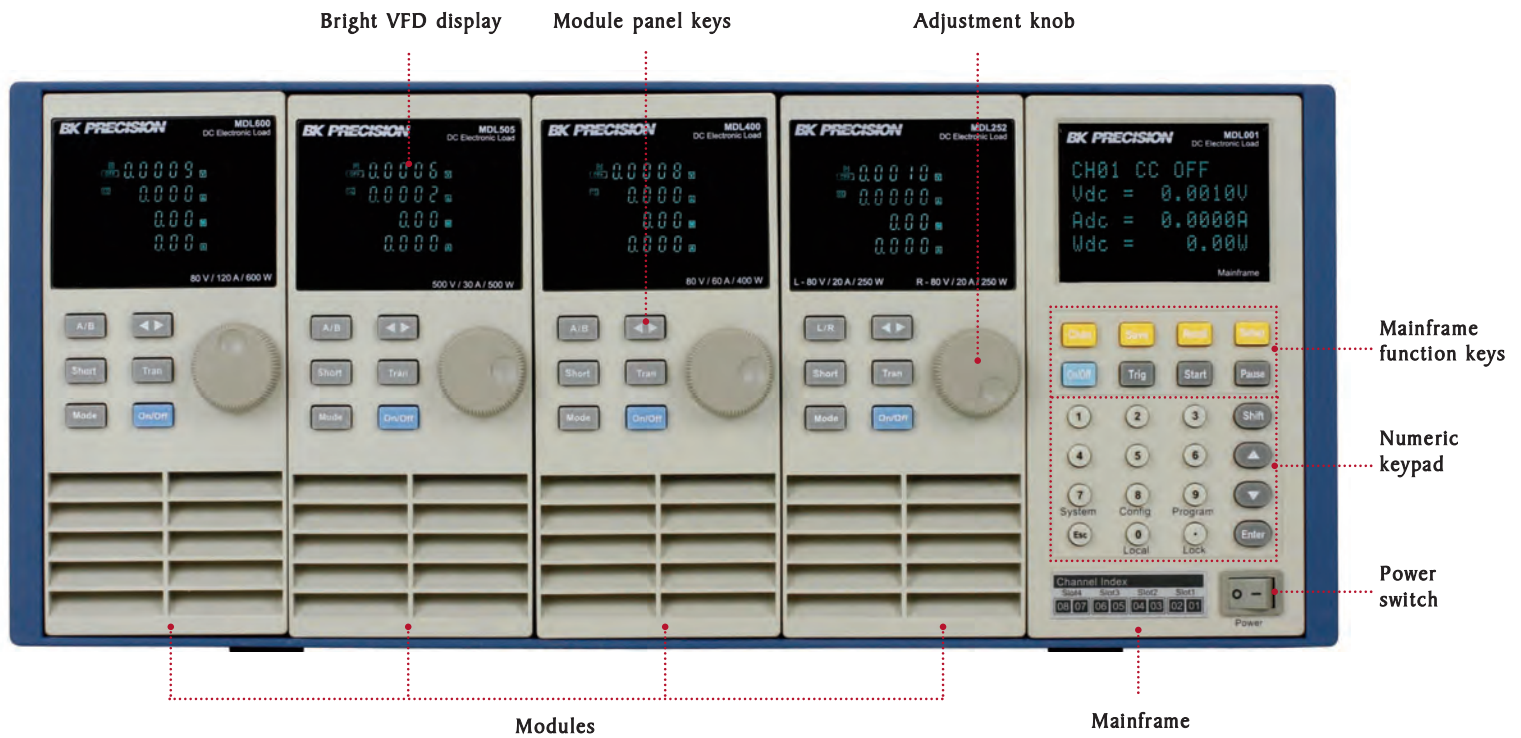 Bright VFD display
Module panel keys
Adjustment knob
BK PRECISION
MDL600
DC Electronic Load
0.00009
0.000
0.00
0.00
80 V / 120 A / 600 W
A/B
Short
Tran
Mode
On/Off
BK PRECISION
MDL505
DC Electronic Load
0.00006
0.0002
0.00
0.000
500 V / 30 A / 500 W
A/B
Short
Tran
Mode
On/Off
BK PRECISION
MDL400
DC Electronic Load
0.00008
0.0000
0.00
0.000
80 V / 60 A / 400 W
A/B
Short
Tran
Mode
On/Off
BK PRECISION
MDL252
DC Electronic Load
0.00010
0.00000
0.00
0.000
L - 80 V / 20 A / 250 W
R - 80 V / 20 A / 250 W
L/R
Short
Tran
Mode
On/Off
BK PRECISION
MDL001
DC Electronic Load
CH01 CC OFF
Vdc = 0.0010V
Adc = 0.0000A
Wdc = 0.00W
Mainframe
Chan
Save
On/Off
Trig
Start
Pause
1
2
3
Shift
4
5
6
7
8
9
System
Config
Program
Esc
0
.
Enter
Local
Lock
Channel Index
Slot4 Slot3 Slot2 Slot1
08 07 06 05 04 03 02 01
Power
Mainframe
function keys
Numeric
keypad
Power
switch
Modules
Mainframe